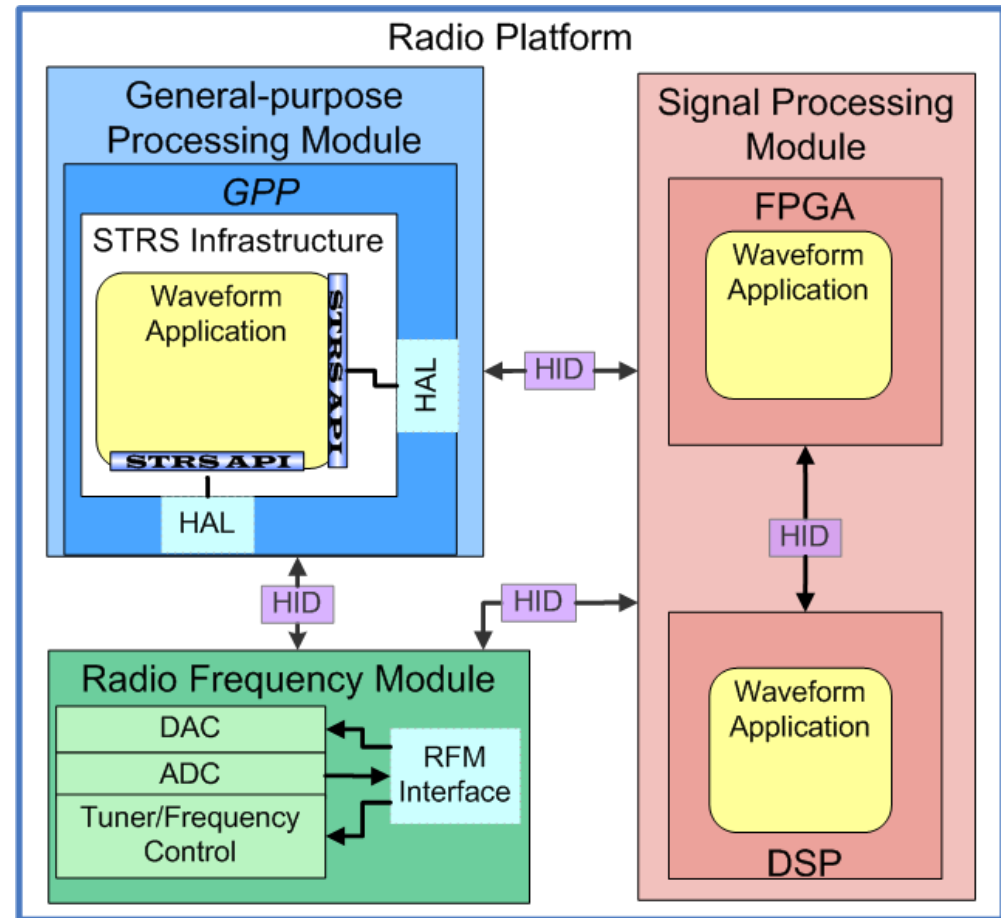 Radio Platform
General-purpose
Processing Module
GPP
STRS Infrastructure
Waveform
Application
STRS API
STRS API
HAL
HAL
HID
Signal Processing
Module
FPGA
Waveform
Application
HID
Waveform
Application
DSP
HID
HID
Radio Frequency Module
DAC
ADC
Tuner/Frequency
Control
RFM
Interface